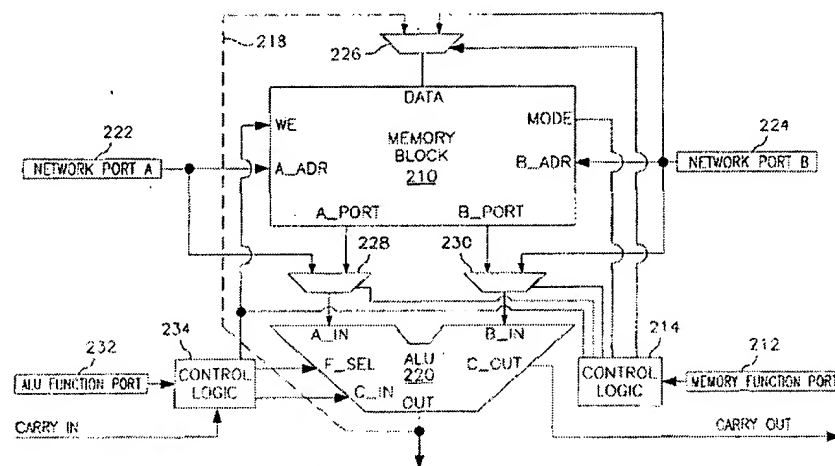 218
226
DATA
222
WE
MEMORY
BLOCK
210
MODE
224
NETWORK PORT A
A_ADR
B_ADR
NETWORK PORT B
A_PORT
B_PORT
228
230
234
A_IN
B_IN
214
232
212
F_SEL
ALU
220
C_OUT
ALU FUNCTION PORT
CONTROL
LOGIC
C_IN
OUT
CONTROL
LOGIC
MEMORY FUNCTION PORT
CARRY IN
CARRY OUT